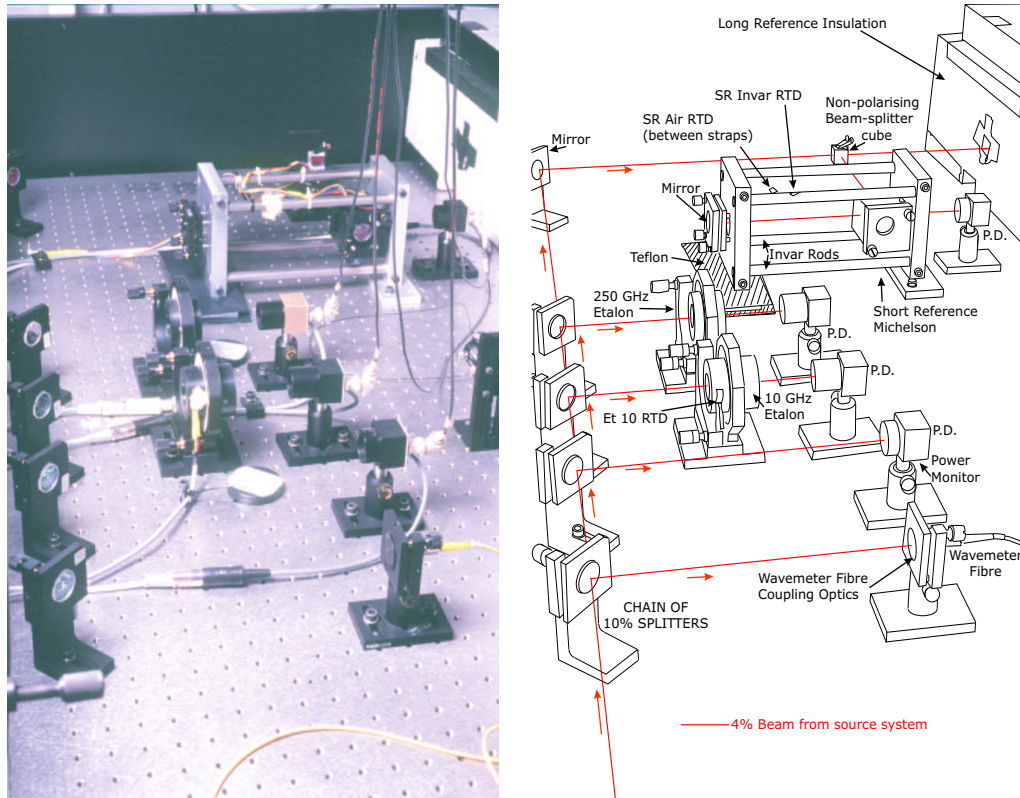 Long Reference Insulation
SR Invar RTD
Non-polarising
Beam-splitter
cube
SR Air RTD
(between straps)
Mirror
Mirror
P.D.
Teflon
Invar Rods
250 GHz
Etalon
Short Reference
Michelson
P.D.
P.D.
Et 10 RTD
10 GHz
Etalon
P.D.
Power
Monitor
Wavemeter Fibre
Coupling Optics
Wavemeter
Fibre
CHAIN OF
10% SPLITTERS
4% Beam from source system